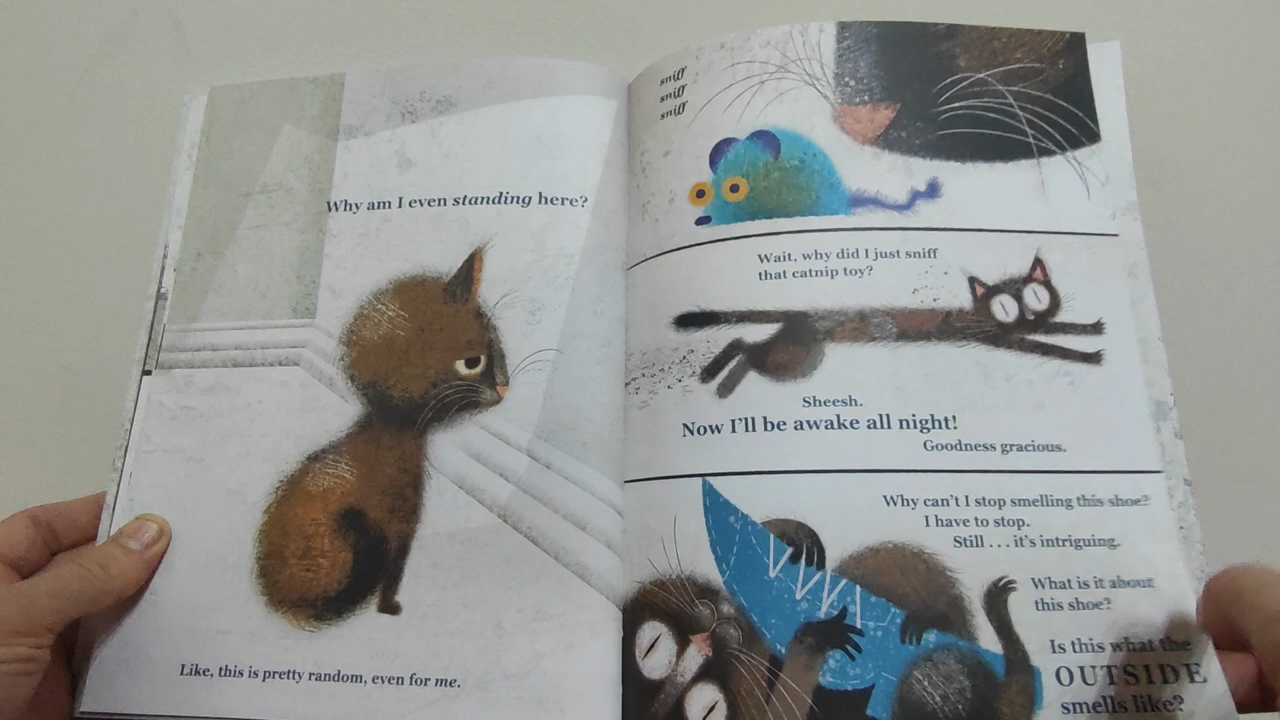 Why am I even standing here?
Like, this is pretty random, even for me.
sniff
sniff
sniff
Wait, why did I just sniff
that catnip toy?
Sheesh.
Now I'll be awake all night!
Goodness gracious.
Why can't I stop smelling this shoe?
I have to stop.
Still . . . it's intriguing.
What is it about
this shoe?
Is this what the
OUTSIDE
smells like?